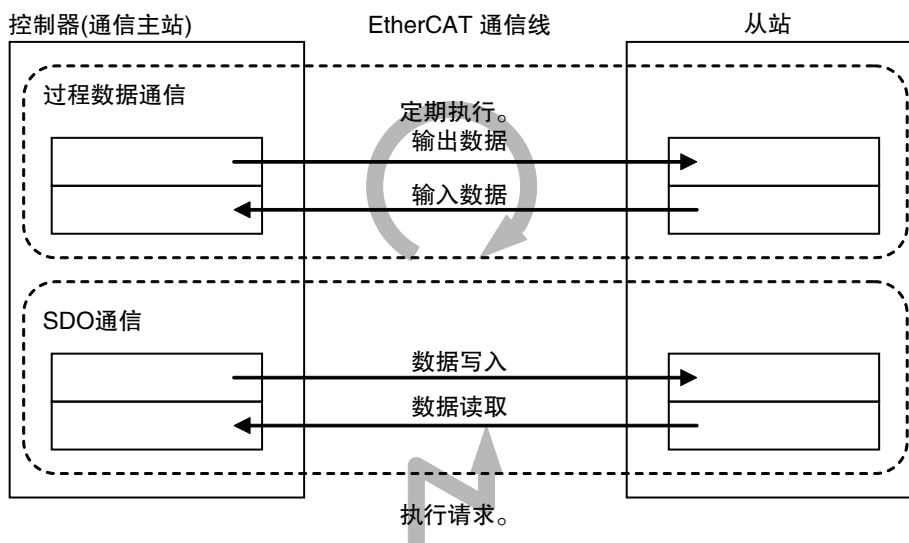 控制器(通信主站)
EtherCAT 通信线
从站
过程数据通信
定期执行。
输出数据
输入数据
SDO通信
数据写入
数据读取
执行请求。